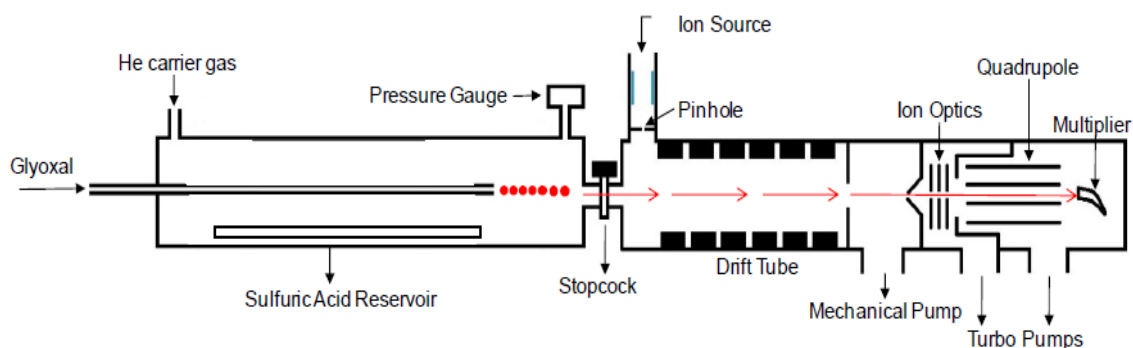 Ion Source
He carrier gas
Quadrupole
Pressure Gauge
Pinhole
Ion Optics
Multiplier
Glyoxal
Drift Tube
Stopcock
Sulfuric Acid Reservoir
Mechanical Pump
Turbo Pumps